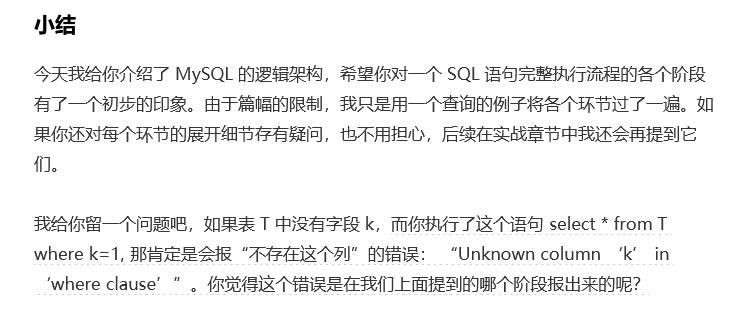 小结
今天我给你介绍了 MySQL 的逻辑架构，希望你对一个 SQL 语句完整执行流程的各个阶段
有了一个初步的印象。由于篇幅的限制，我只是用一个查询的例子将各个环节过了一遍。如
果你还对每个环节的展开细节存有疑问，也不用担心，后续在实战章节中我还会再提到它
们。
我给你留一个问题吧，如果表 T 中没有字段 k，而你执行了这个语句 select * from T
where k=1, 那肯定是会报“不存在这个列”的错误： “Unknown column ‘k’ in
‘where clause’”。你觉得这个错误是在我们上面提到的哪个阶段报出来的呢？